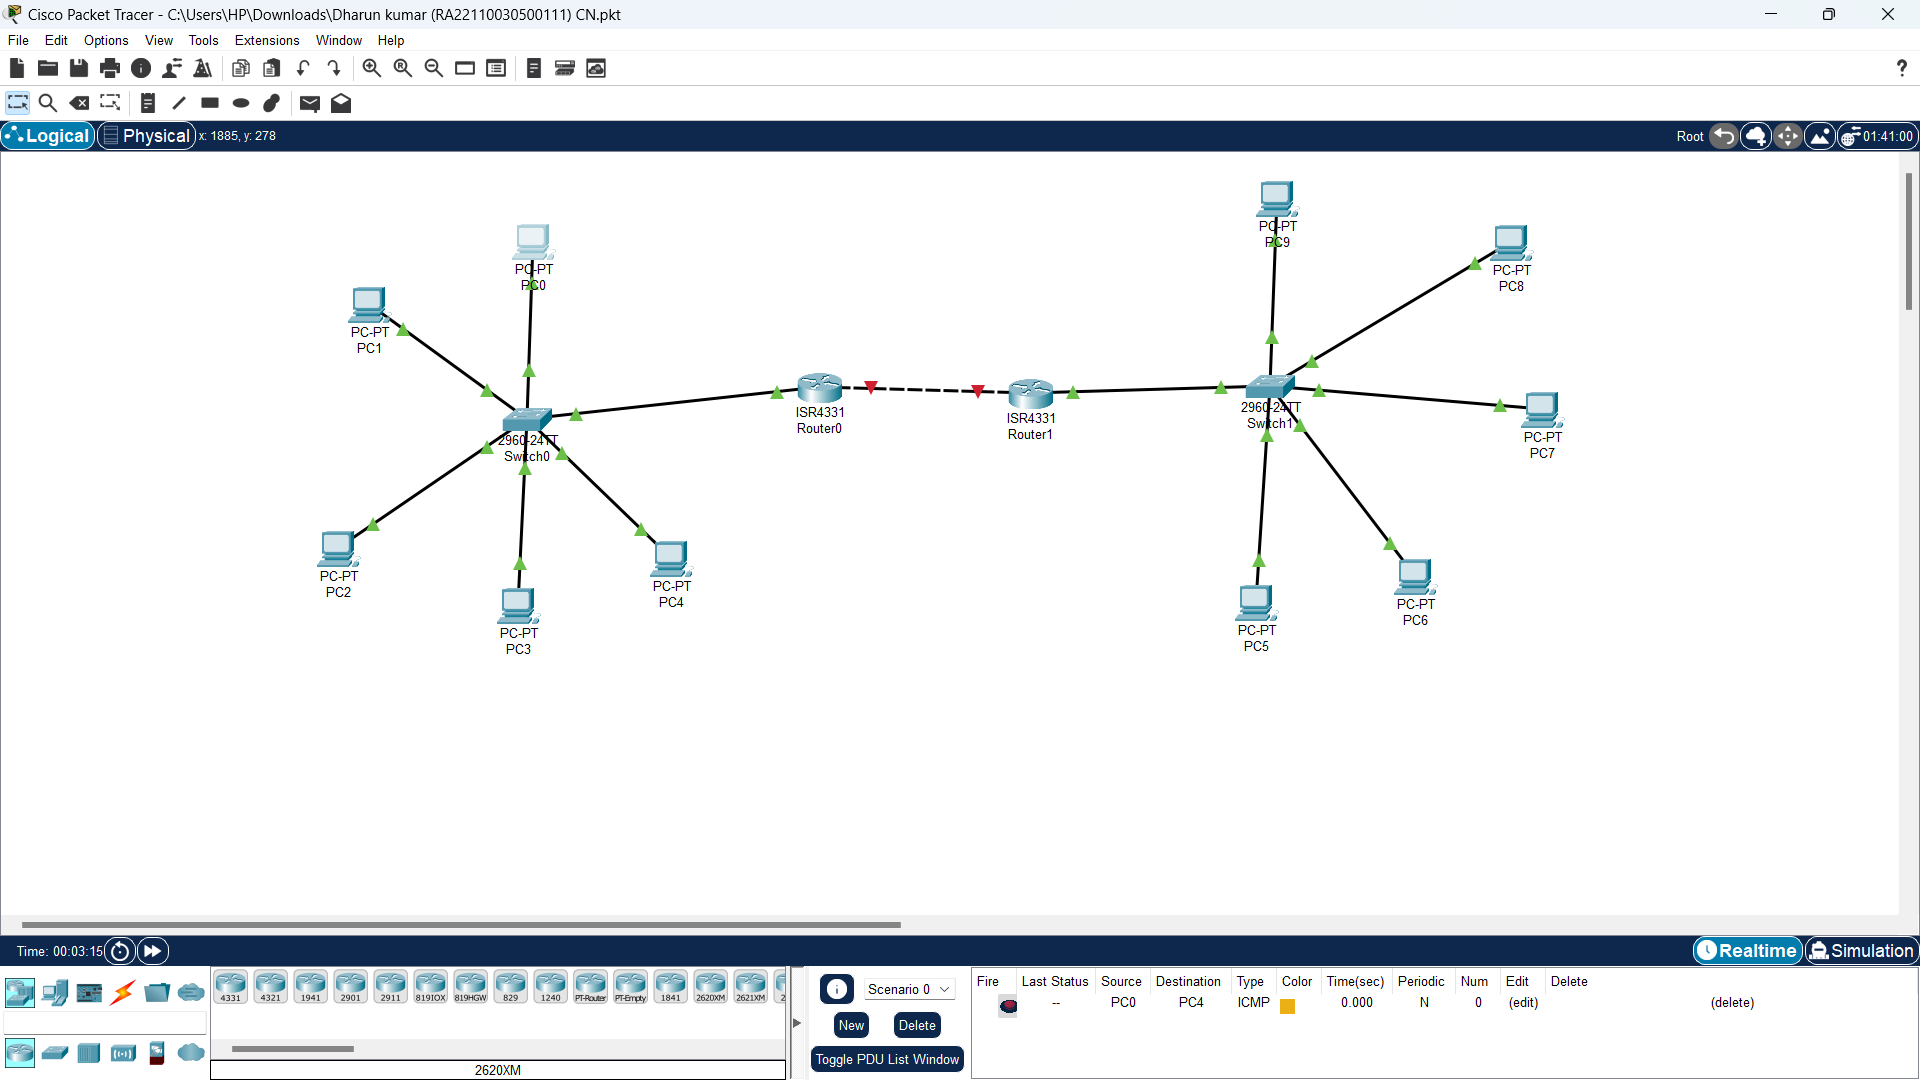 Cisco Packet Tracer - C:\Users\HP\Downloads\Dharun kumar (RA22110030500111) CN.pkt
File Edit Options View Tools Extensions Window Help
?
Logical Physical x: 1885, y: 278 Root 01:41:00
PC-PT
PC9
PC-PT
PC8
PC-PT
PC0
PC-PT
PC1
ISR4331
Router0
ISR4331
Router1
2960-24TT
Switch0
2960-24TT
Switch1
PC-PT
PC7
PC-PT
PC2
PC-PT
PC4
PC-PT
PC3
PC-PT
PC6
PC-PT
PC5
Time: 00:03:15 Realtime Simulation
4331 4321 1941 2901 2911 819IOX 819HGW 829 1240 PT-Router PT-Empty 1841 2620XM 2621XM 2
2620XM
Scenario 0
New Delete
Toggle PDU List Window
Fire Last Status Source Destination Type Color Time(sec) Periodic Num Edit Delete
-- PC0 PC4 ICMP 0.000 N 0 (edit) (delete)